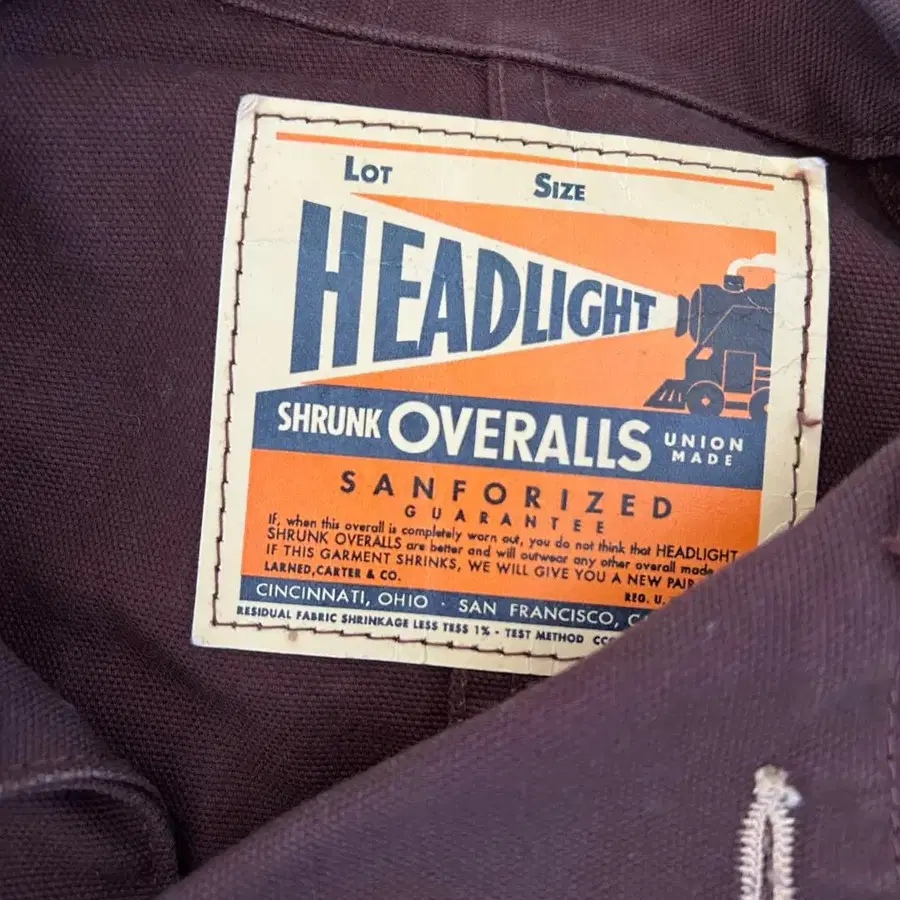 LOT SIZE
HEADLIGHT
SHRUNK OVERALLS UNION MADE
SANFORIZED
GUARANTEE
If, when this overall is completely worn out, you do not think that HEADLIGHT
SHRUNK OVERALLS are better and will outwear any other overall made
IF THIS GARMENT SHRINKS, WE WILL GIVE YOU A NEW PAIR
LARNED, CARTER & CO. REG. U.
CINCINNATI, OHIO · SAN FRANCISCO, C
RESIDUAL FABRIC SHRINKAGE LESS TESS 1% - TEST METHOD CCC